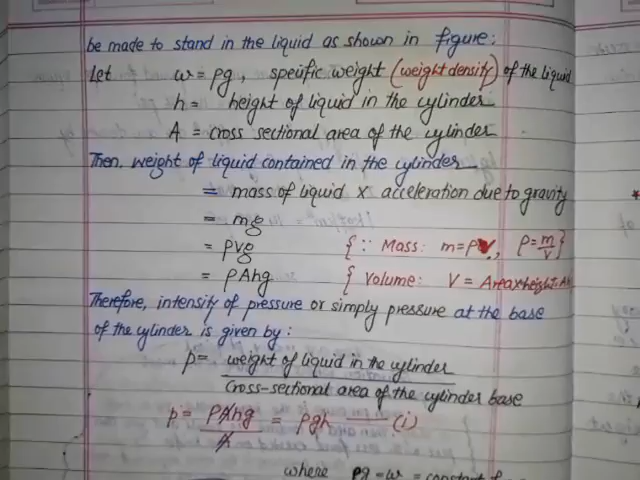 be made to stand in the liquid as shown in figure:
Let w = ρg, specific weight (weight density) of the liquid
h = height of liquid in the cylinder
A = cross sectional area of the cylinder
Then, weight of liquid contained in the cylinder
= mass of liquid × acceleration due to gravity
= mg
= ρvg {∵ Mass: m=ρv, ρ=m/v}
= ρAhg { Volume: V = Area×height=Ah
Therefore, intensity of pressure or simply pressure at the base
of the cylinder is given by:
p = weight of liquid in the cylinder
cross-sectional area of the cylinder base
p = ρAhg/A = ρgh (i)
where ρg=w = constant